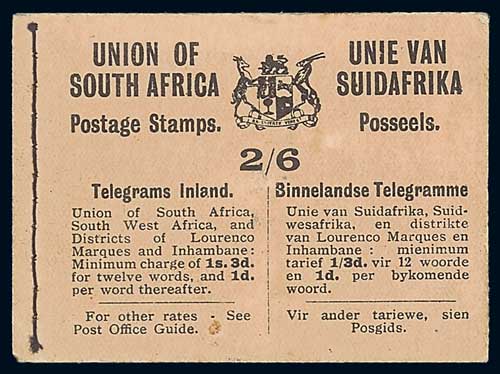 UNION OF
SOUTH AFRICA
Postage Stamps.
UNIE VAN
SUIDAFRIKA
Posseels.
2/6
Telegrams Inland.
Union of South Africa,
South West Africa, and
Districts of Lourenco
Marques and Inhambane:
Minimum charge of 1s. 3d.
for twelve words, and 1d.
per word thereafter.
For other rates - See
Post Office Guide.
Binnelandse Telegramme
Unie van Suidafrika, Suid-
wesafrika, en distrikte
van Lourenco Marques en
Inhambane : mienimum
tarief 1/3d. vir 12 woorde
en 1d. per bykomende
woord.
Vir ander tariewe, sien
Posgids.